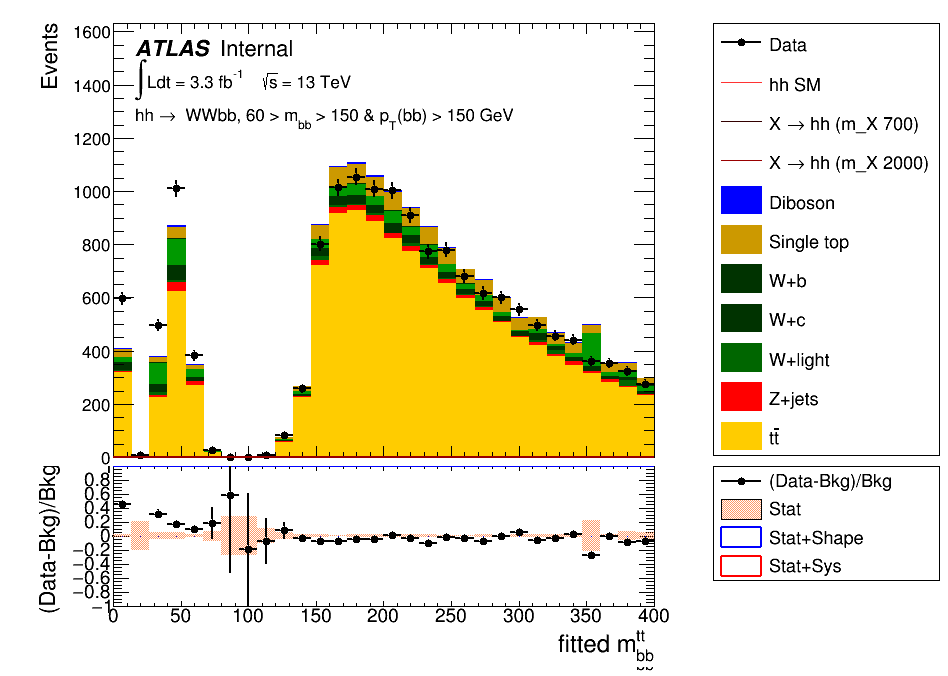 Events
1600
1400
1200
1000
800
600
400
200
0
ATLAS Internal
∫Ldt = 3.3 fb⁻¹ √s = 13 TeV
hh → WWbb, 60 > m_bb > 150 & p_T(bb) > 150 GeV
Data
hh SM
X → hh (m_X 700)
X → hh (m_X 2000)
Diboson
Single top
W+b
W+c
W+light
Z+jets
tt̄
(Data-Bkg)/Bkg
0.8
0.6
0.4
0.2
0
−0.2
−0.4
−0.6
−0.8
−1
0 50 100 150 200 250 300 350 400
fitted m^tt_bb
(Data-Bkg)/Bkg
Stat
Stat+Shape
Stat+Sys